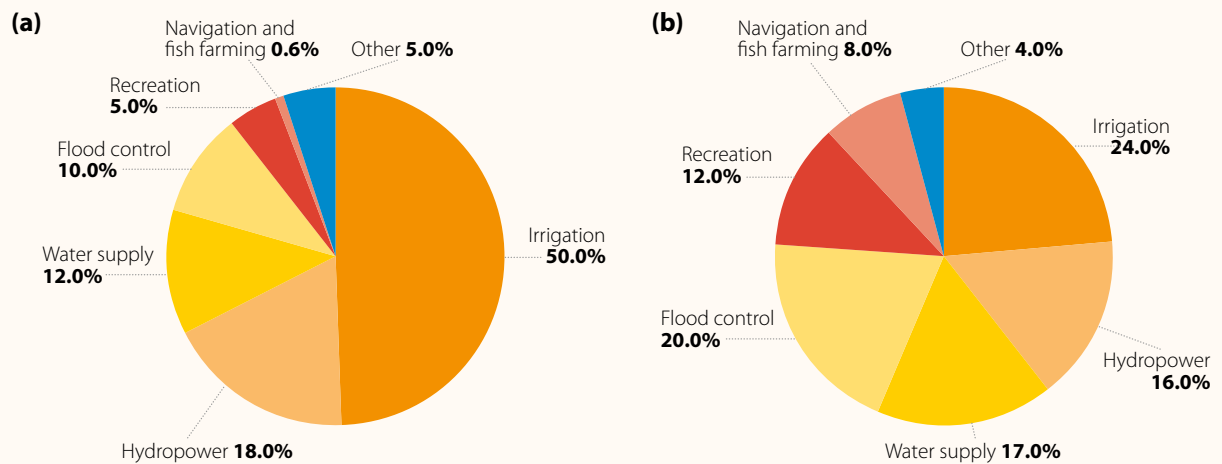 (a)
Navigation and
fish farming 0.6%
Other 5.0%
Recreation
5.0%
Flood control
10.0%
Water supply
12.0%
Irrigation
50.0%
Hydropower 18.0%
(b)
Navigation and
fish farming 8.0%
Other 4.0%
Irrigation
24.0%
Recreation
12.0%
Flood control
20.0%
Hydropower
16.0%
Water supply 17.0%